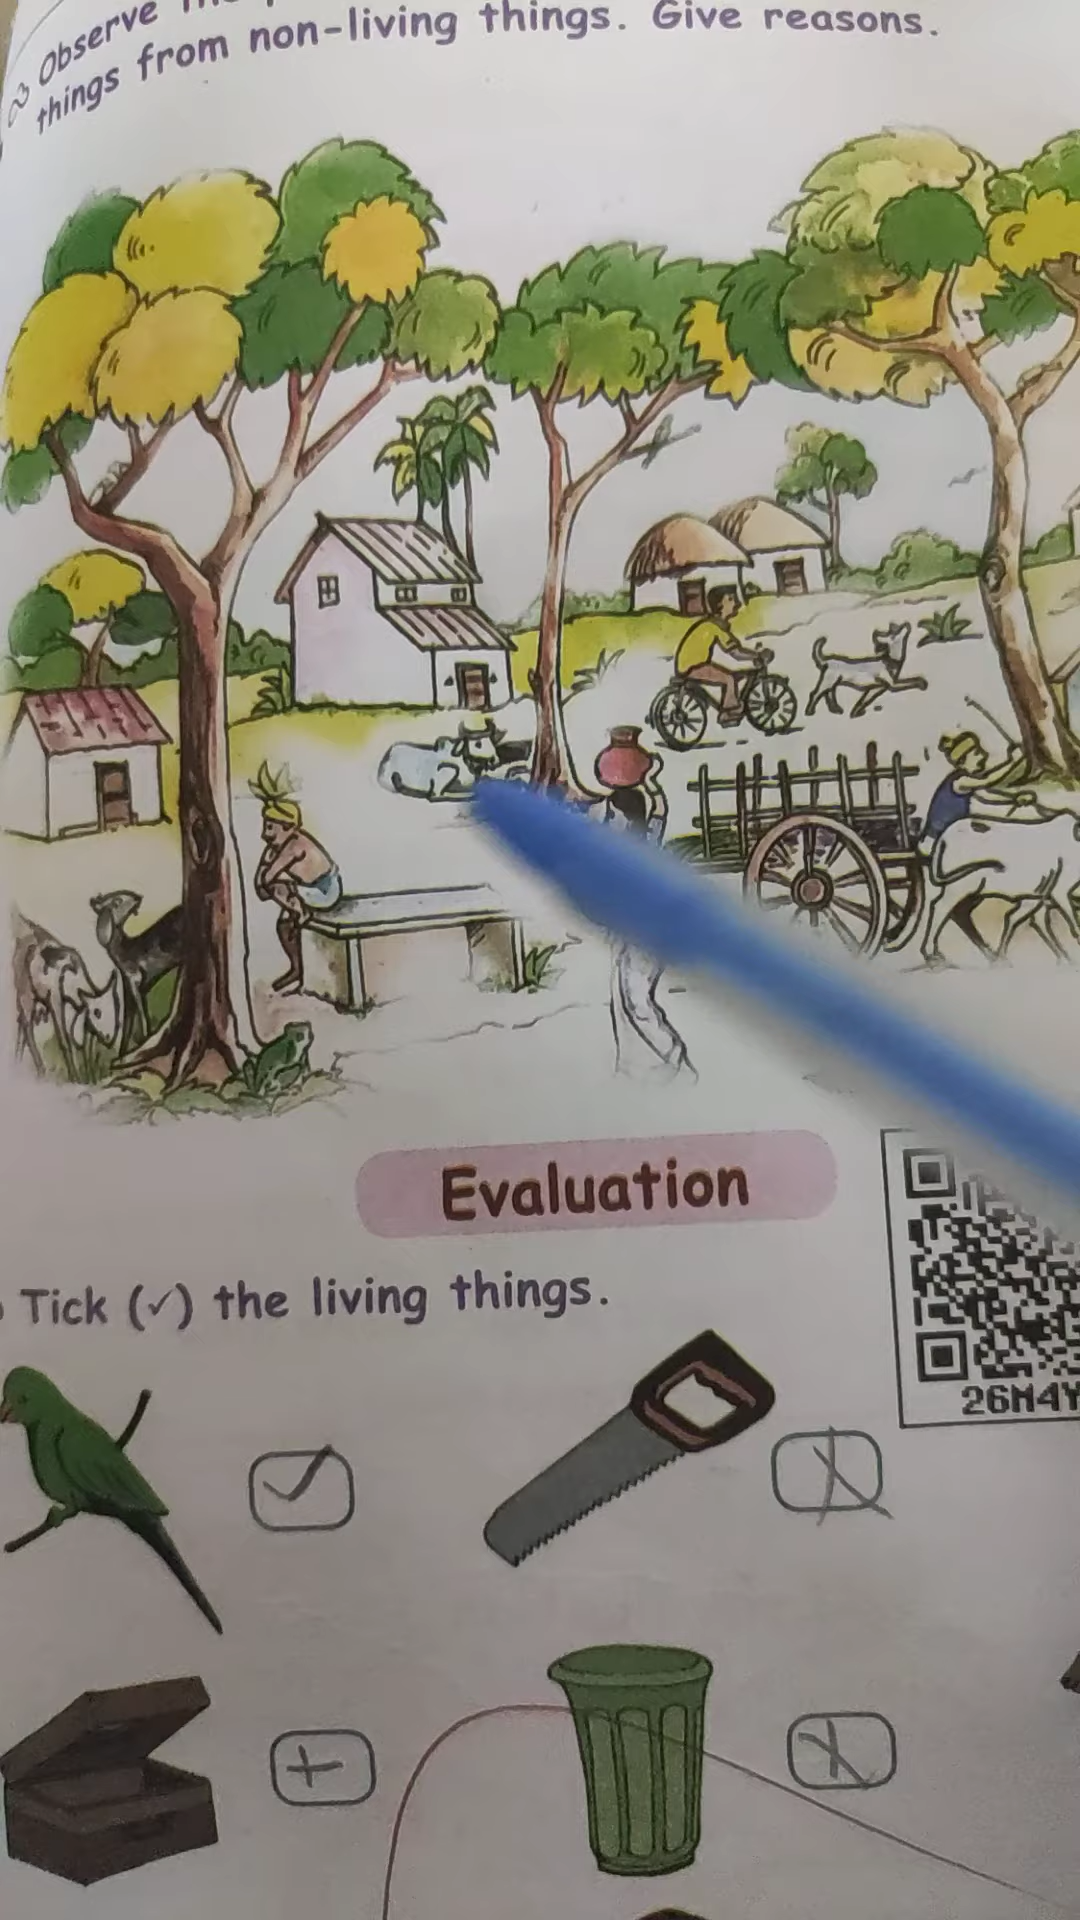 Observe
things from non-living things. Give reasons.
Evaluation
Tick (✓) the living things.
26M4Y